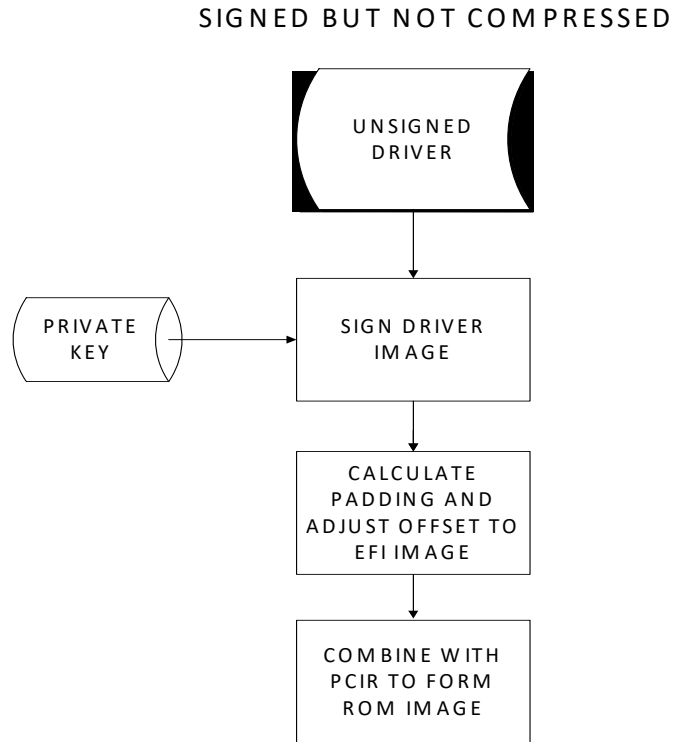 SIGNED BUT NOT COMPRESSED
UNSIGNED
DRIVER
PRIVATE
KEY
SIGN DRIVER
IMAGE
CALCULATE
PADDING AND
ADJUST OFFSET TO
EFI IMAGE
COMBINE WITH
PCIR TO FORM
ROM IMAGE